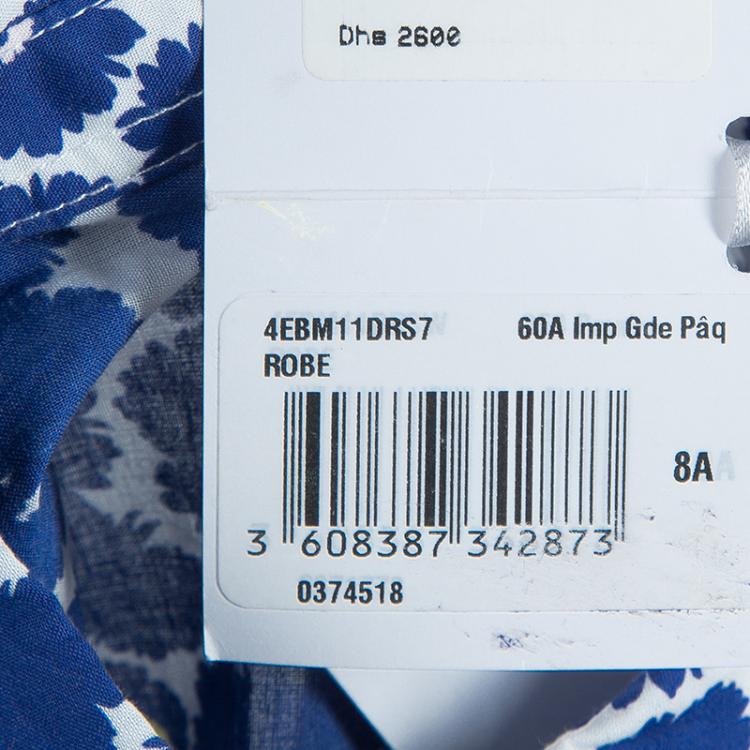 Dhs 2600
4EBM11DRS7 60A Imp Gde Pâq
ROBE
8A
3 608387 342873
0374518